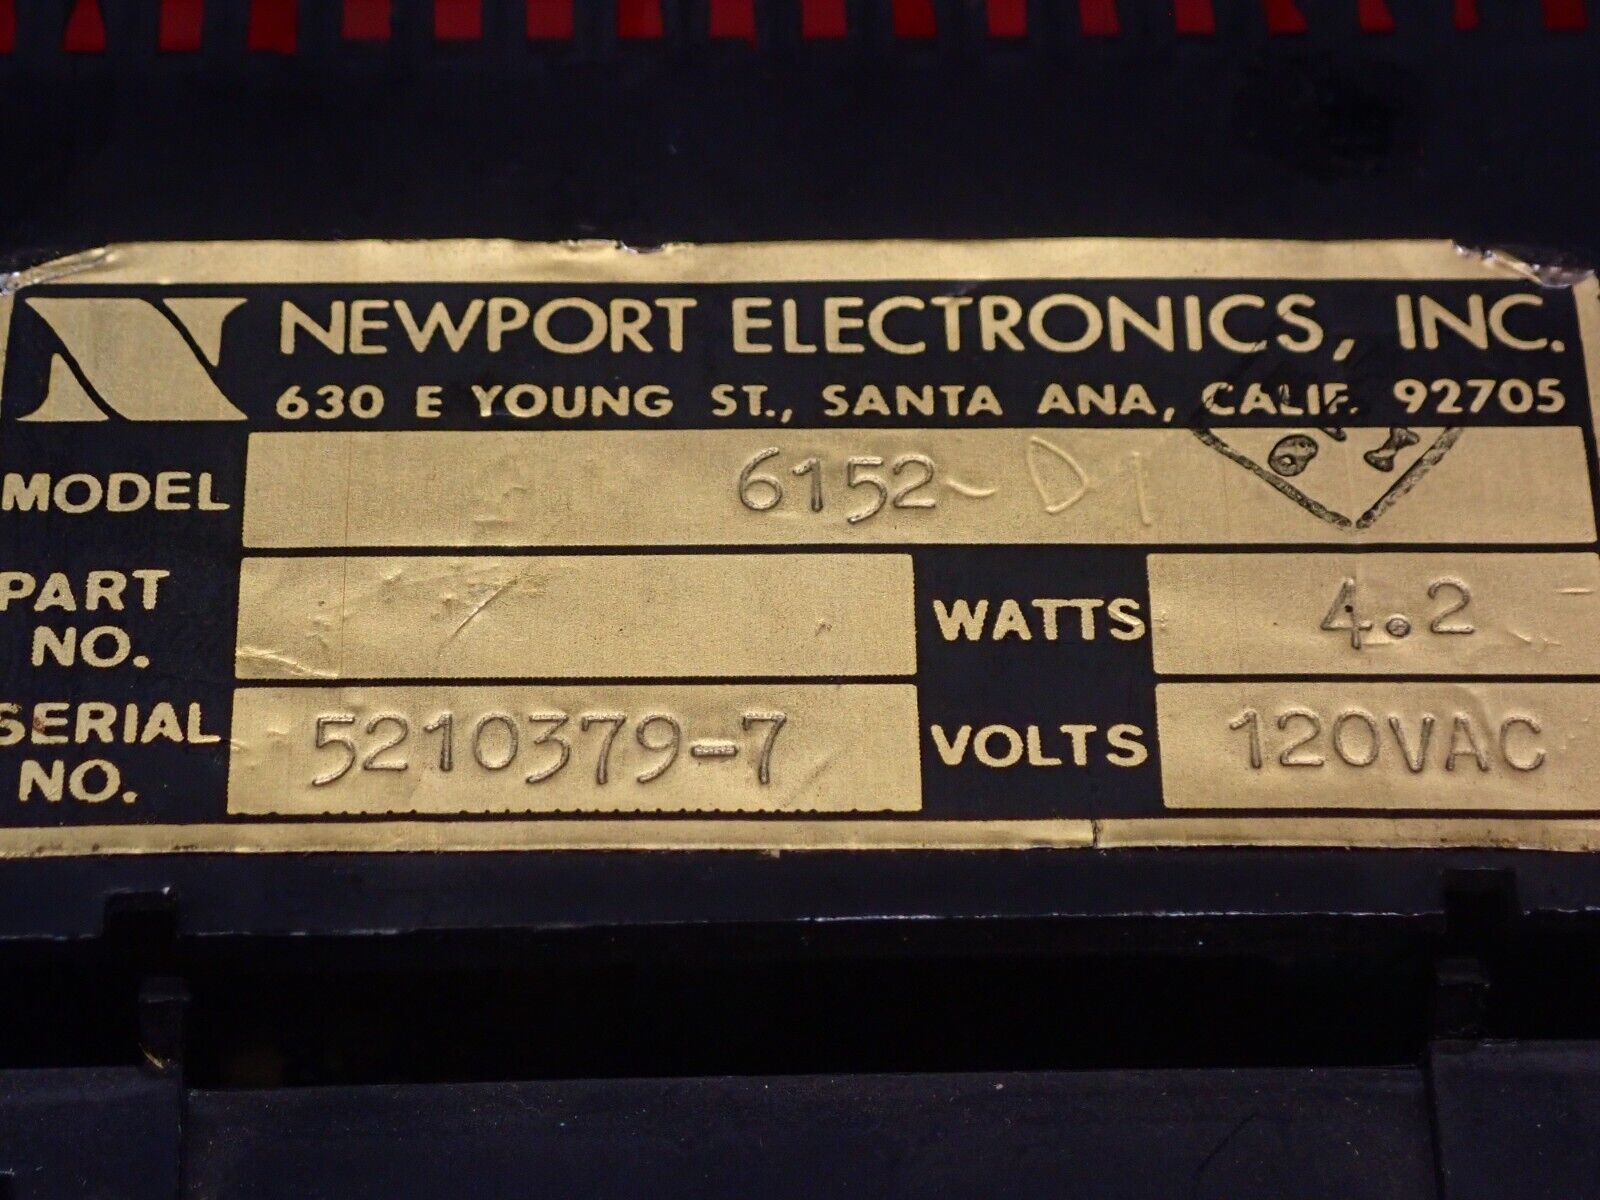 NEWPORT ELECTRONICS, INC.
630 E YOUNG ST., SANTA ANA, CALIF. 92705
MODEL 6152-D1
PART NO.
WATTS 4.2
SERIAL NO. 5210379-7
VOLTS 120VAC